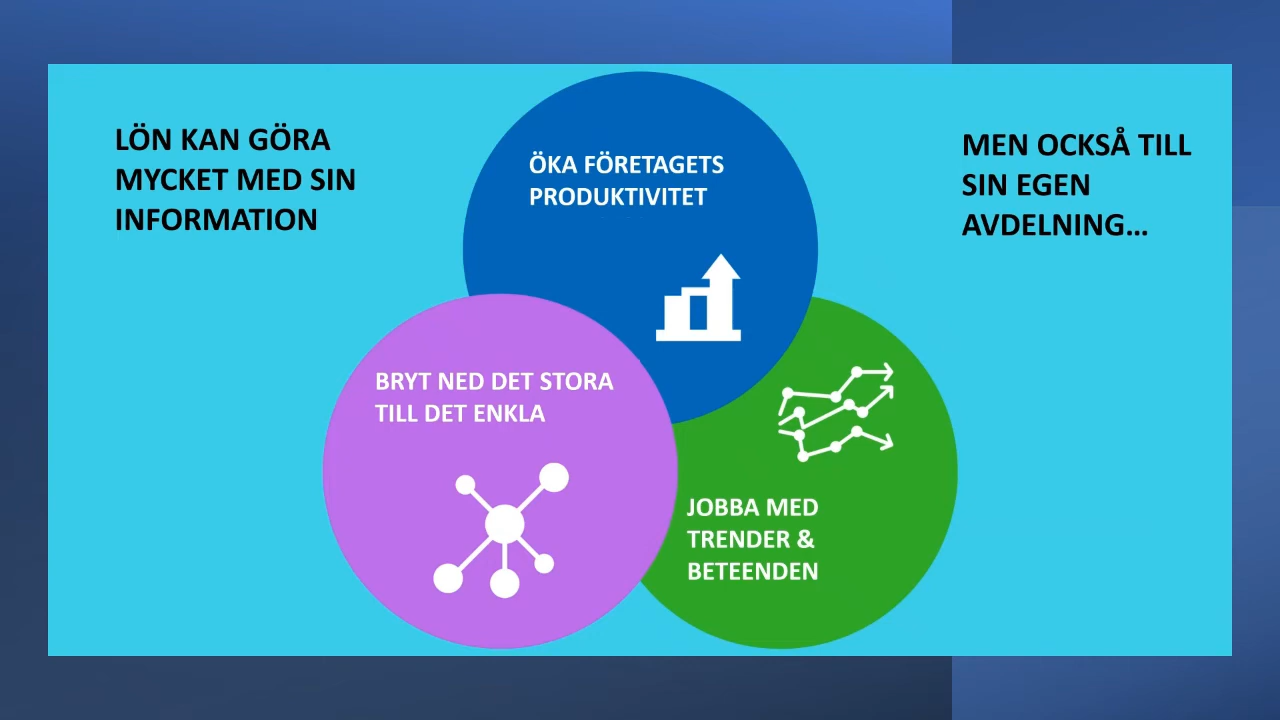 LÖN KAN GÖRA
MYCKET MED SIN
INFORMATION
ÖKA FÖRETAGETS
PRODUKTIVITET
MEN OCKSÅ TILL
SIN EGEN
AVDELNING...
BRYT NED DET STORA
TILL DET ENKLA
JOBBA MED
TRENDER &
BETEENDEN